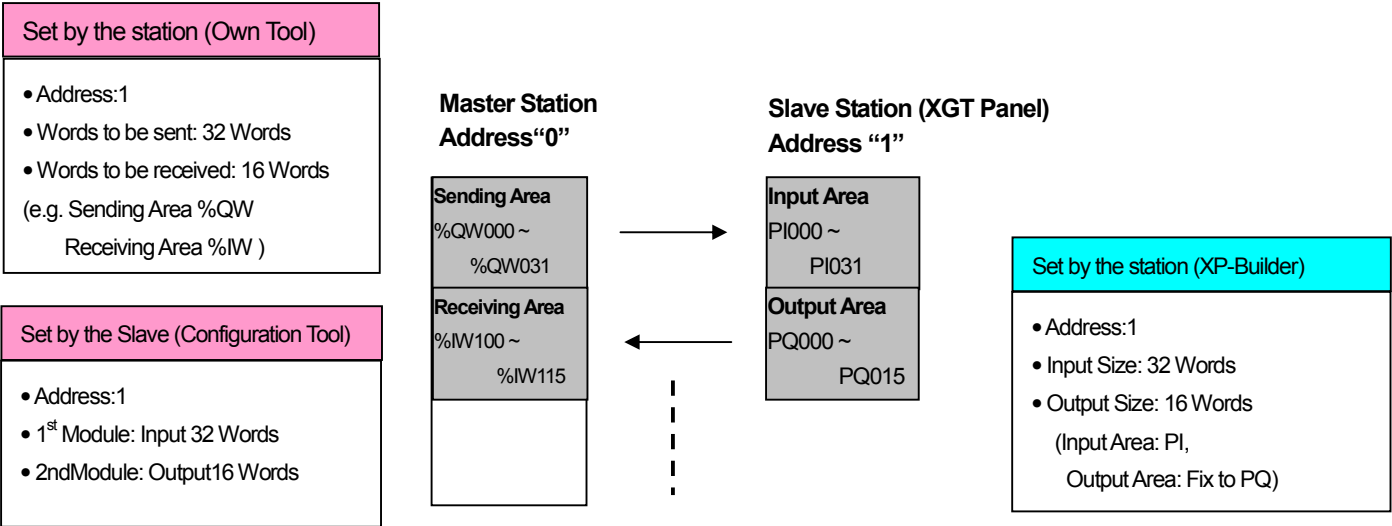 Set by the station (Own Tool)
• Address:1
• Words to be sent: 32 Words
• Words to be received: 16 Words
(e.g. Sending Area %QW
Receiving Area %IW )
Set by the Slave (Configuration Tool)
• Address:1
• 1st Module: Input 32 Words
• 2ndModule: Output16 Words
Master Station
Address“0”
Sending Area
%QW000 ~
%QW031
Receiving Area
%IW100 ~
%IW115
Slave Station (XGT Panel)
Address “1”
Input Area
PI000 ~
PI031
Output Area
PQ000 ~
PQ015
Set by the station (XP-Builder)
• Address:1
• Input Size: 32 Words
• Output Size: 16 Words
(Input Area: PI,
Output Area: Fix to PQ)